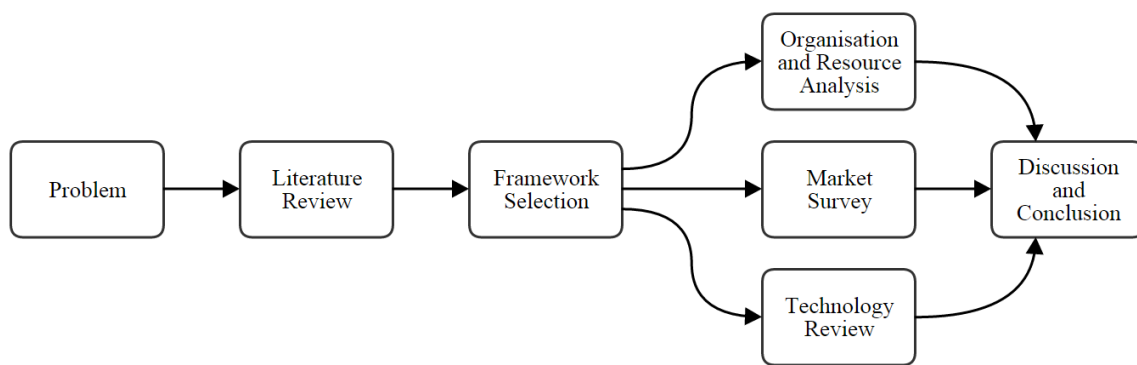 Problem
Literature
Review
Framework
Selection
Organisation
and Resource
Analysis
Market
Survey
Technology
Review
Discussion
and
Conclusion